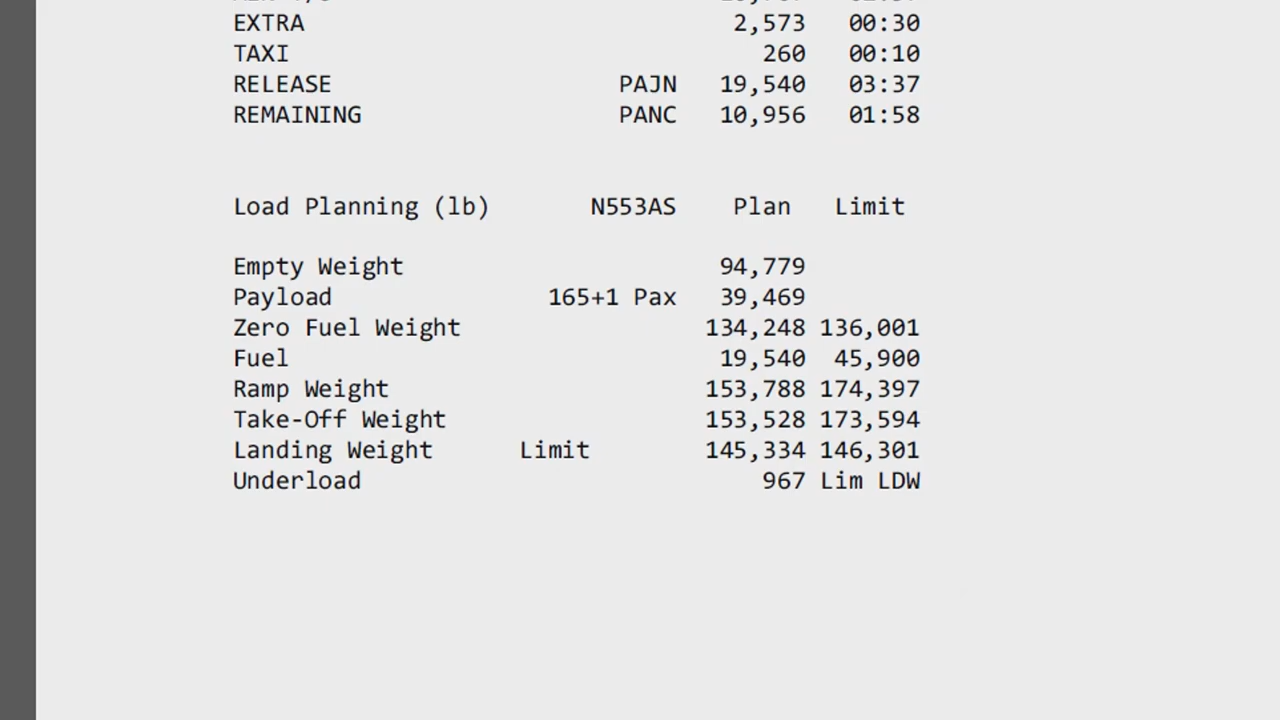 EXTRA 2,573 00:30
TAXI 260 00:10
RELEASE PAJN 19,540 03:37
REMAINING PANC 10,956 01:58
Load Planning (lb) N553AS Plan Limit
Empty Weight 94,779
Payload 165+1 Pax 39,469
Zero Fuel Weight 134,248 136,001
Fuel 19,540 45,900
Ramp Weight 153,788 174,397
Take-Off Weight 153,528 173,594
Landing Weight Limit 145,334 146,301
Underload 967 Lim LDW